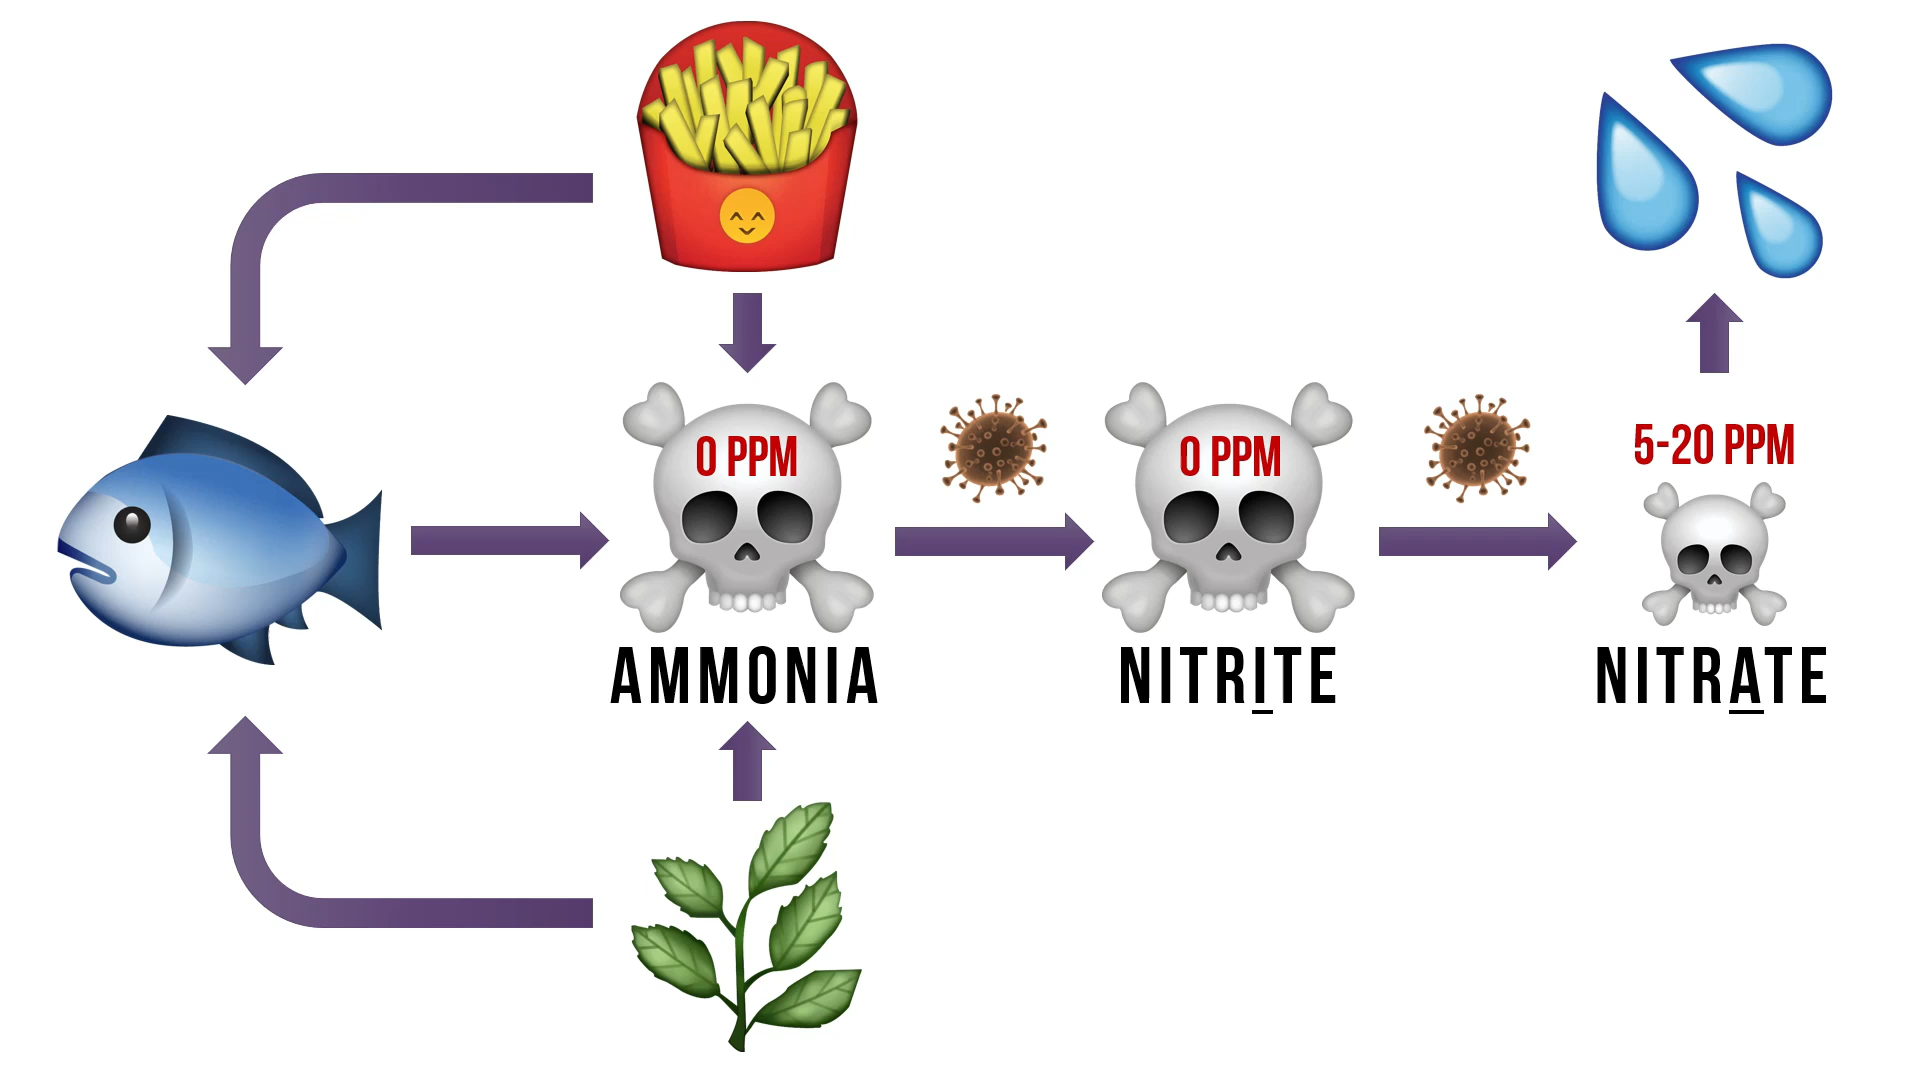 0 PPM
0 PPM
5-20 PPM
AMMONIA
NITRITE
NITRATE